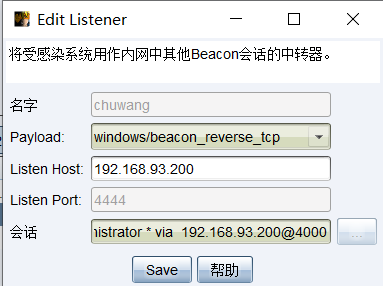 Edit Listener
将受感染系统用作内网中其他Beacon会话的中转器。
名字 chuwang
Payload: windows/beacon_reverse_tcp
Listen Host: 192.168.93.200
Listen Port: 4444
会话 nistrator * via 192.168.93.200@4000 ...
Save 帮助